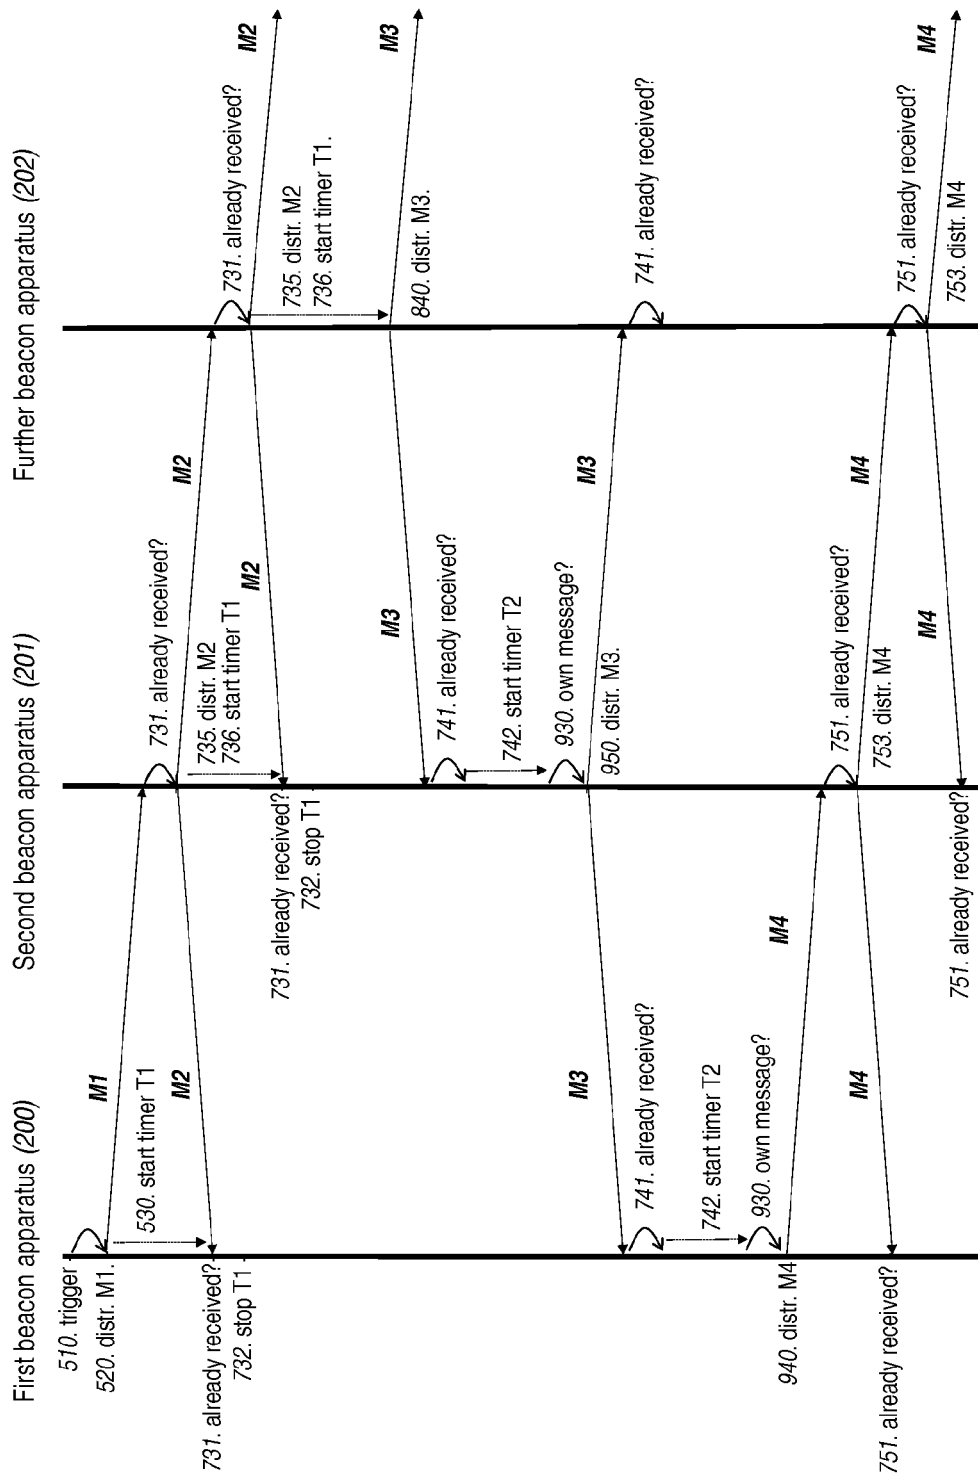 First beacon apparatus (200)
Second beacon apparatus (201)
Further beacon apparatus (202)
510. trigger
520. distr. M1.
M1
530. start timer T1
731. already received?
735. distr. M2
736. start timer T1
M2
M2
731. already received?
732. stop T1
731. already received?
M2
M2
735. distr. M2
736. start timer T1.
731. already received?
732. stop T1
840. distr. M3.
M3
M3
741. already received?
742. start timer T2
930. own message?
950. distr. M3.
M3
M3
741. already received?
741. already received?
742. start timer T2
930. own message?
940. distr. M4
M4
751. already received?
753. distr. M4
M4
M4
751. already received?
751. already received?
753. distr. M4
M4
M4
751. already received?